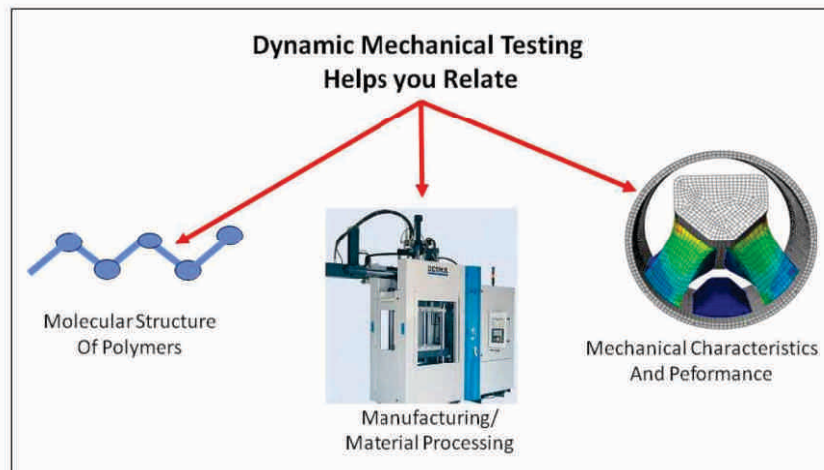 Dynamic Mechanical Testing
Helps you Relate
Molecular Structure
Of Polymers
Manufacturing/
Material Processing
Mechanical Characteristics
And Peformance